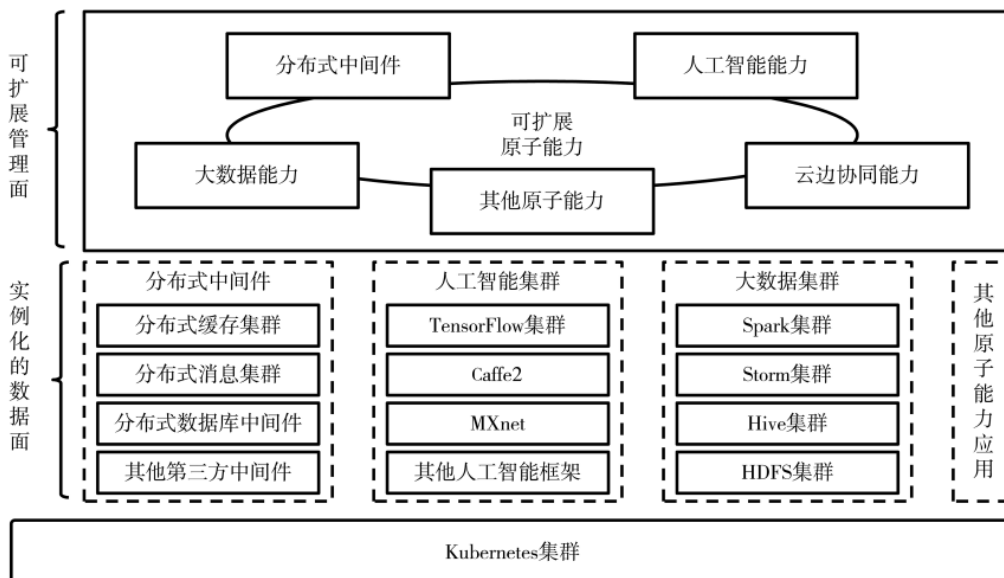 可扩展管理面
分布式中间件
人工智能能力
可扩展
原子能力
大数据能力
云边协同能力
其他原子能力
实例化的数据面
分布式中间件
分布式缓存集群
分布式消息集群
分布式数据库中间件
其他第三方中间件
人工智能集群
TensorFlow集群
Caffe2
MXnet
其他人工智能框架
大数据集群
Spark集群
Storm集群
Hive集群
HDFS集群
其他原子能力应用
Kubernetes集群